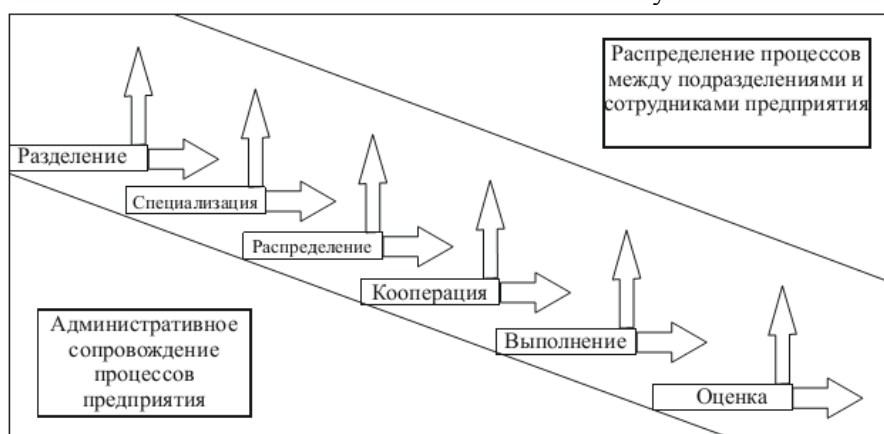 Распределение процессов
между подразделениями и
сотрудниками предприятия
Разделение
Специализация
Распределение
Кооперация
Административное
сопровождение
процессов
предприятия
Выполнение
Оценка